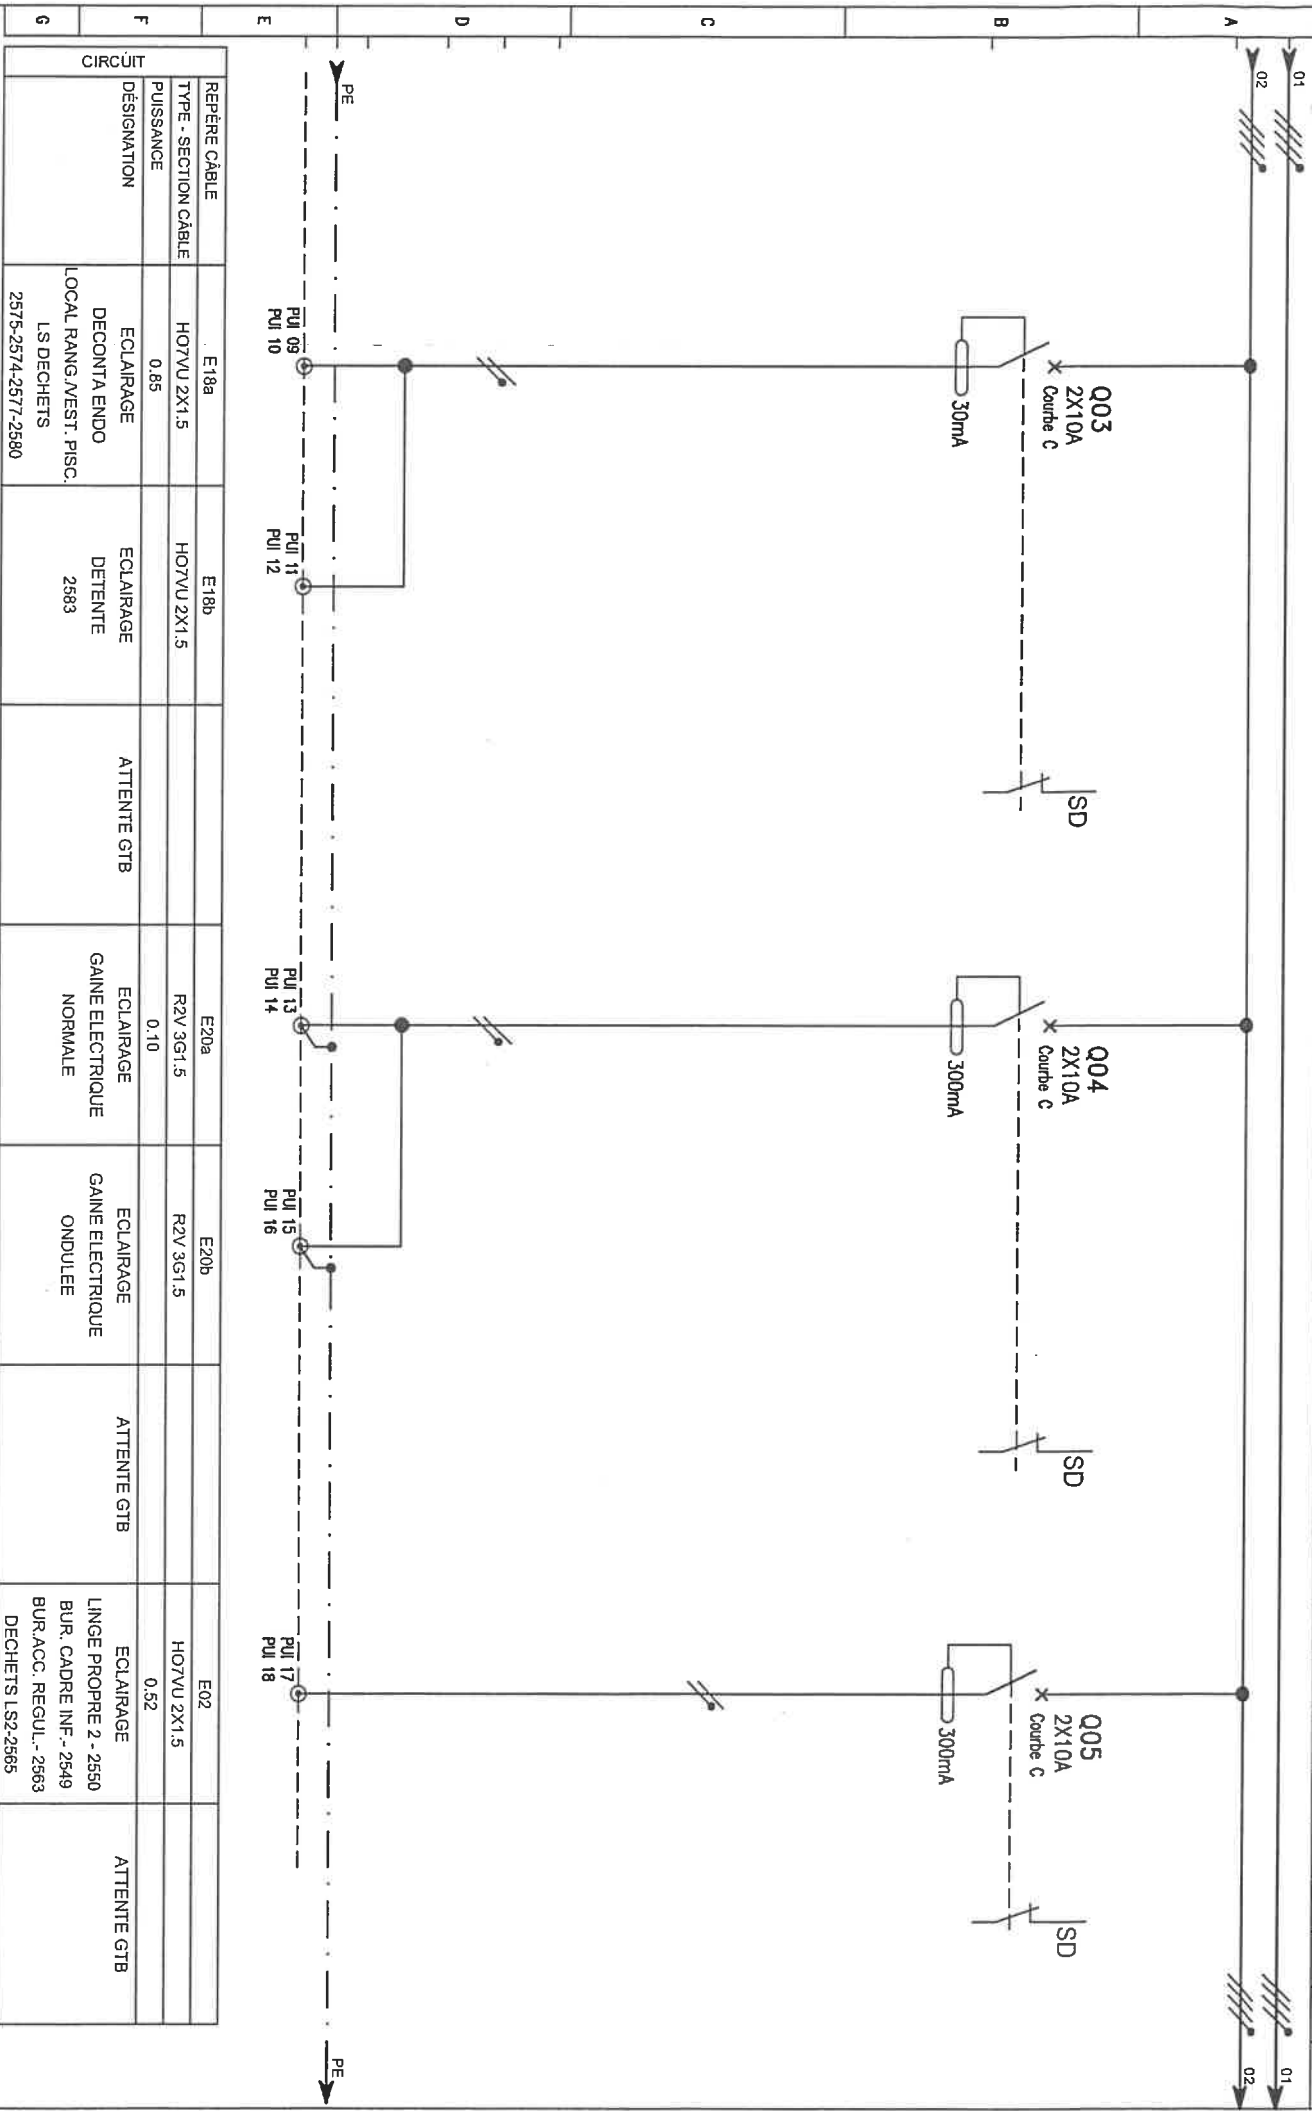 A
B
C
D
E
F
G
01
02
01
02
Q03
2X10A
Courbe C
30mA
SD
Q04
2X10A
Courbe C
300mA
SD
Q05
2X10A
Courbe C
300mA
SD
PE
PE
PUI 09
PUI 10
PUI 11
PUI 12
PUI 13
PUI 14
PUI 15
PUI 16
PUI 17
PUI 18
CIRCUIT
REPÈRE CÂBLE
E18a
E18b
E20a
E20b
E02
TYPE - SECTION CÂBLE
HO7VU 2X1.5
HO7VU 2X1.5
R2V 3G1.5
R2V 3G1.5
HO7VU 2X1.5
PUISSANCE
0.85
0.10
0.52
DÉSIGNATION
ECLAIRAGE
DECONTA ENDO
LOCAL RANG./VEST. PISC.
LS DECHETS
2575-2574-2577-2580
ECLAIRAGE
DETENTE
2583
ATTENTE GTB
ECLAIRAGE
GAINE ELECTRIQUE
NORMALE
ECLAIRAGE
GAINE ELECTRIQUE
ONDULEE
ATTENTE GTB
ECLAIRAGE
LINGE PROPRE 2 - 2550
BUR. CADRE INF.- 2549
BUR.ACC. REGUL.- 2563
DECHETS LS2-2565
ATTENTE GTB